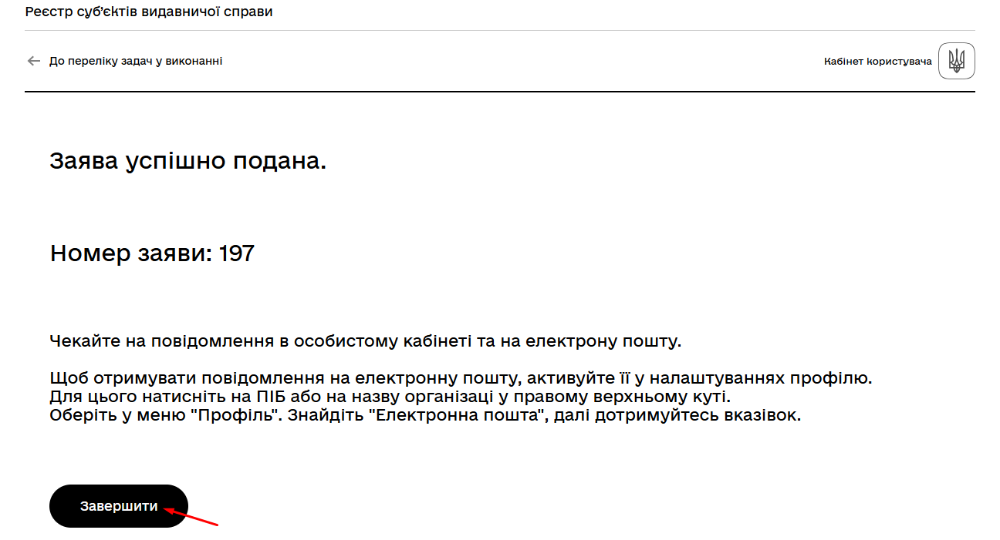 Реєстр суб’єктів видавничої справи
До переліку задач у виконанні
Кабінет користувача
Заява успішно подана.
Номер заяви: 197
Чекайте на повідомлення в особистому кабінеті та на електрону пошту.
Щоб отримувати повідомлення на електронну пошту, активуйте її у налаштуваннях профілю.
Для цього натисніть на ПІБ або на назву організаці у правому верхньому куті.
Оберіть у меню "Профіль". Знайдіть "Електронна пошта", далі дотримуйтесь вказівок.
Завершити